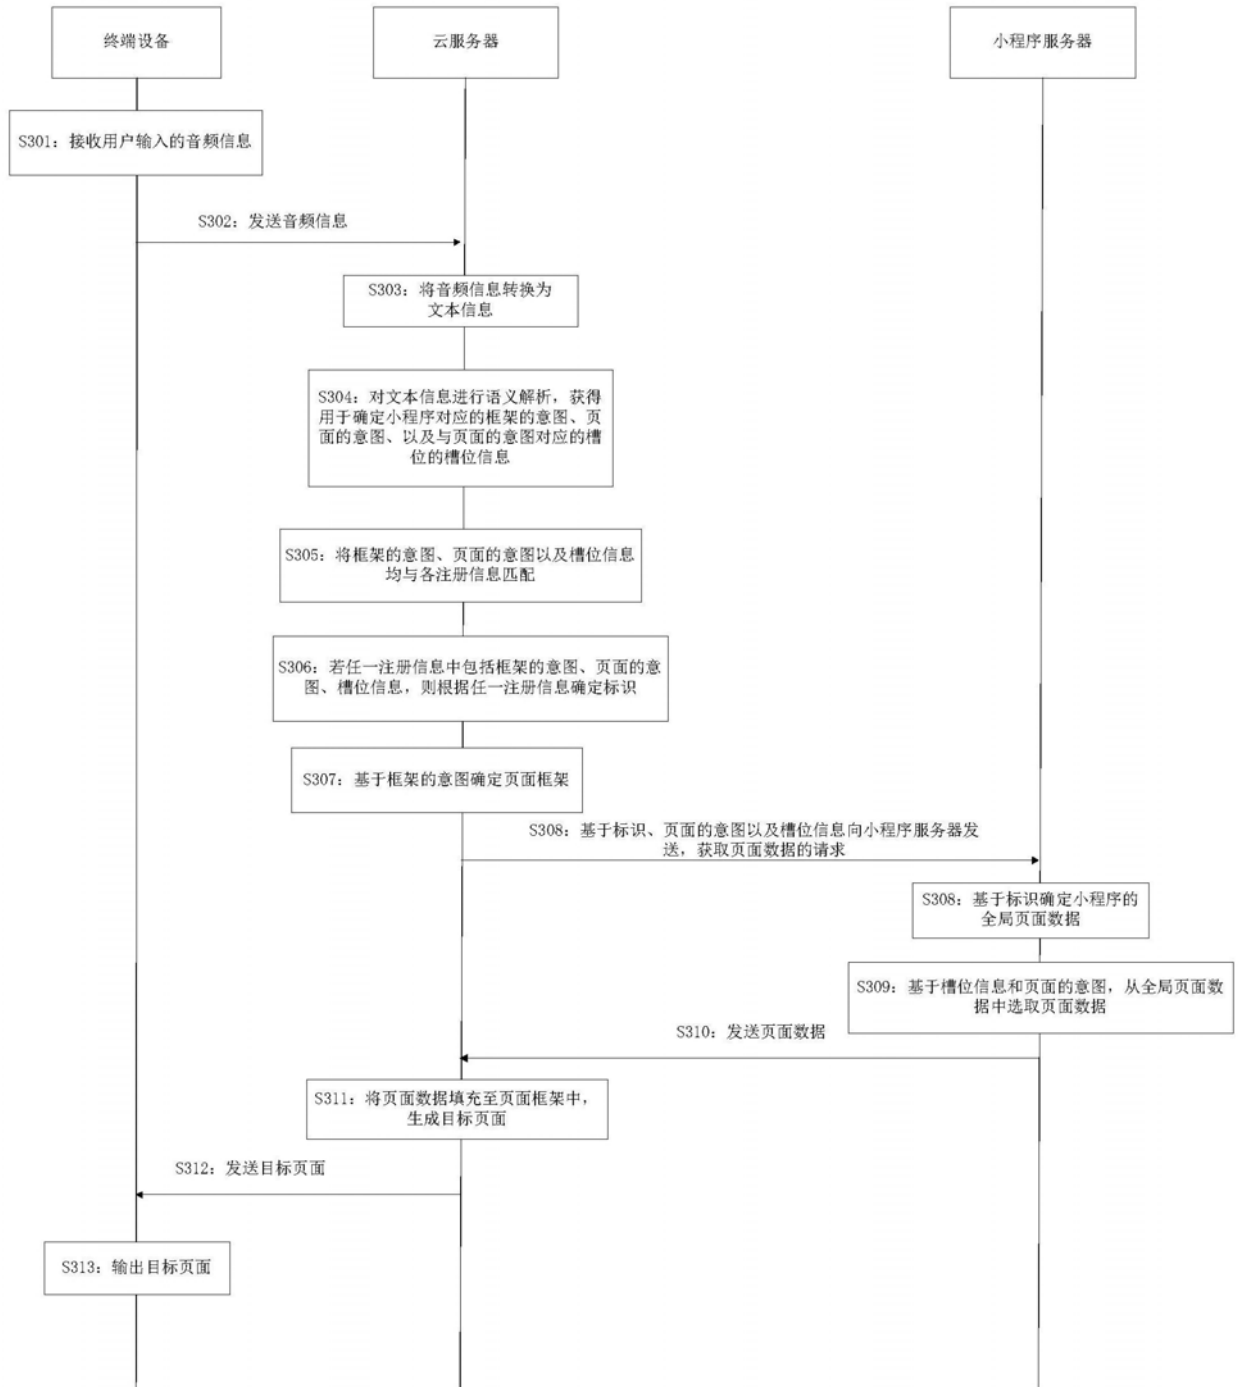 终端设备
云服务器
小程序服务器
S301：接收用户输入的音频信息
S302：发送音频信息
S303：将音频信息转换为
文本信息
S304：对文本信息进行语义解析，获得
用于确定小程序对应的框架的意图、页
面的意图、以及与页面的意图对应的槽
位的槽位信息
S305：将框架的意图、页面的意图以及槽位信息
均与各注册信息匹配
S306：若任一注册信息中包括框架的意图、页面的意
图、槽位信息，则根据任一注册信息确定标识
S307：基于框架的意图确定页面框架
S308：基于标识、页面的意图以及槽位信息向小程序服务器发
送，获取页面数据的请求
S308：基于标识确定小程序的
全局页面数据
S309：基于槽位信息和页面的意图，从全局页面数
据中选取页面数据
S310：发送页面数据
S311：将页面数据填充至页面框架中，
生成目标页面
S312：发送目标页面
S313：输出目标页面